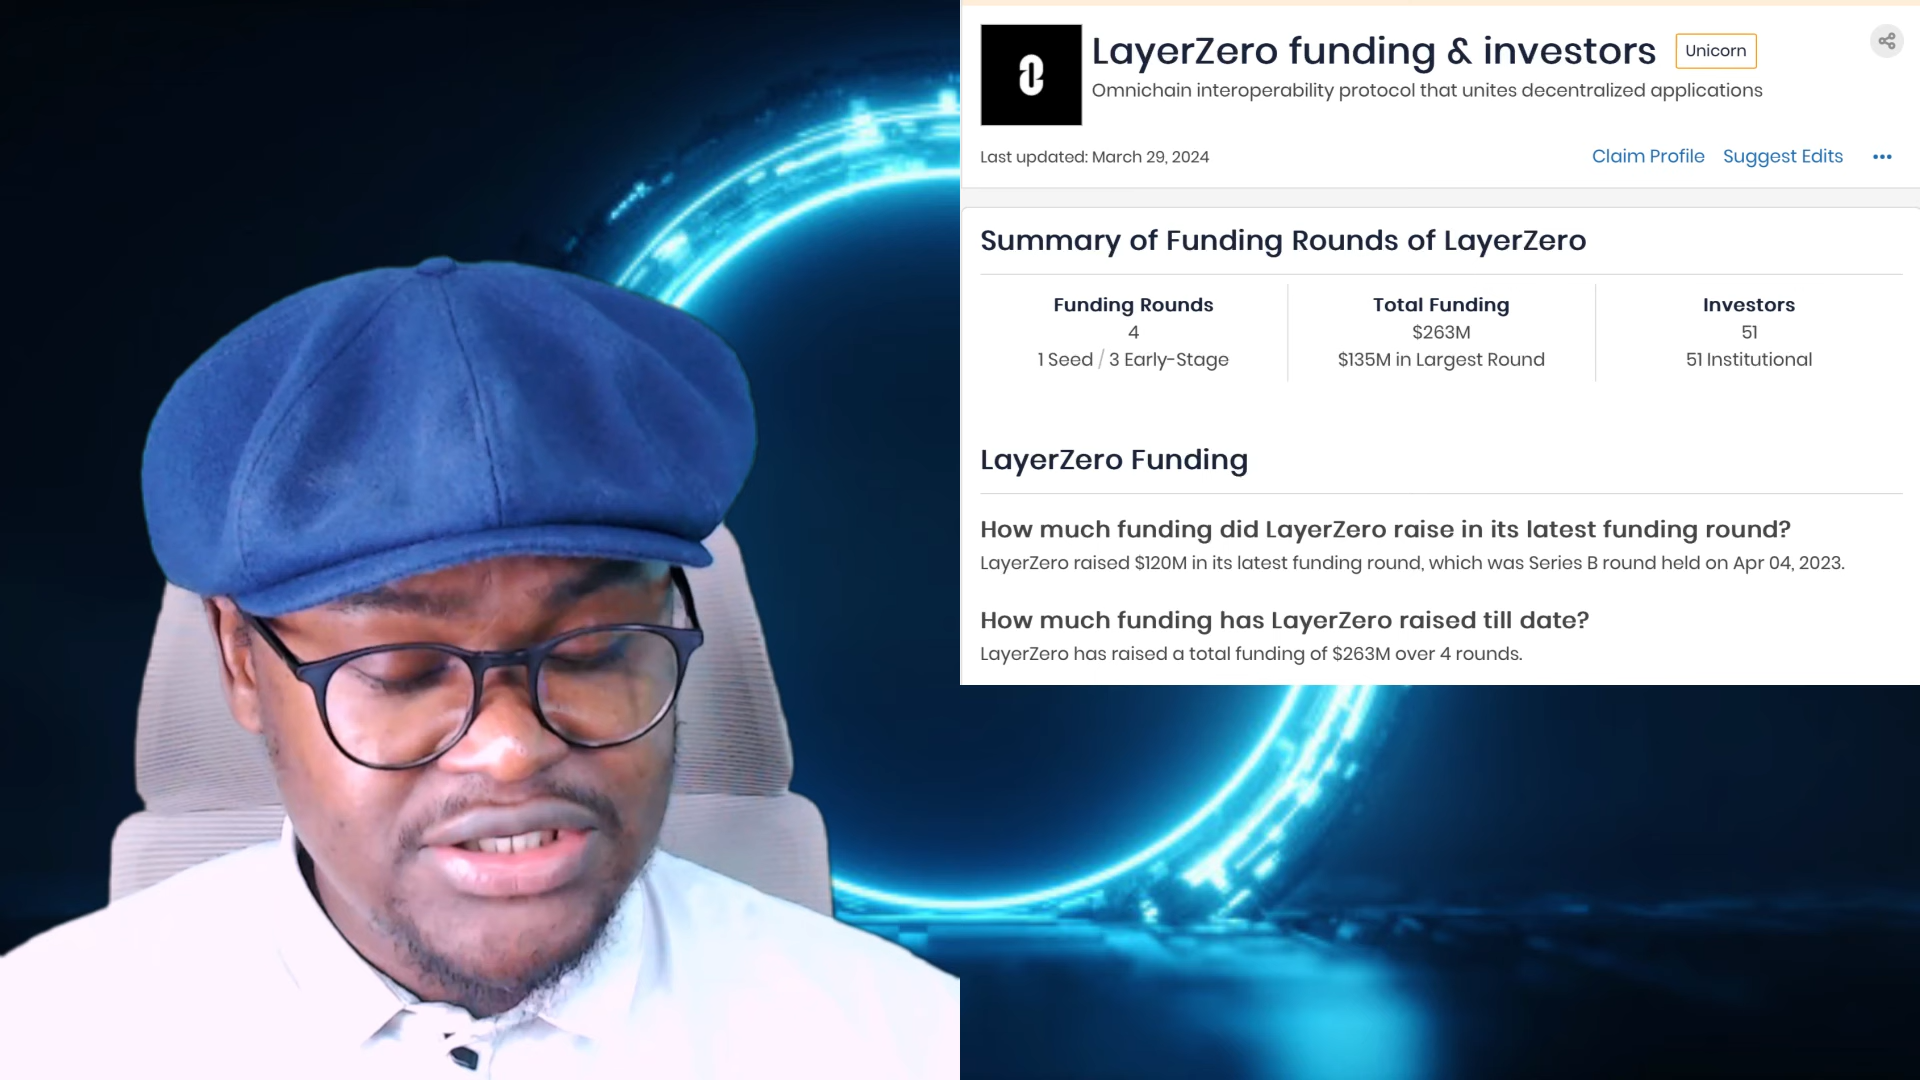 LayerZero funding & investors
Unicorn
Omnichain interoperability protocol that unites decentralized applications
Last updated: March 29, 2024
Claim Profile
Suggest Edits
Summary of Funding Rounds of LayerZero
Funding Rounds
4
1 Seed / 3 Early-Stage
Total Funding
$263M
$135M in Largest Round
Investors
51
51 Institutional
LayerZero Funding
How much funding did LayerZero raise in its latest funding round?
LayerZero raised $120M in its latest funding round, which was Series B round held on Apr 04, 2023.
How much funding has LayerZero raised till date?
LayerZero has raised a total funding of $263M over 4 rounds.